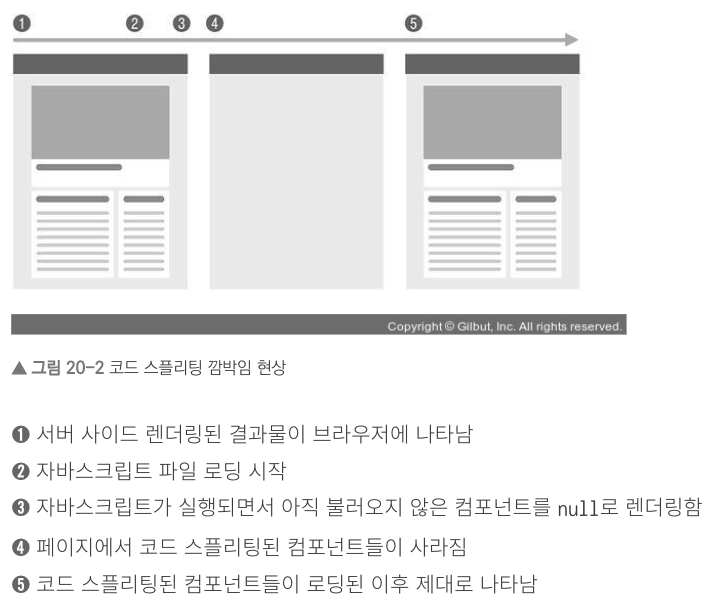 ❶ ❷ ❸ ❹ ❺
Copyright © Gilbut, Inc. All rights reserved.
▲ 그림 20-2 코드 스플리팅 깜박임 현상
❶ 서버 사이드 렌더링된 결과물이 브라우저에 나타남
❷ 자바스크립트 파일 로딩 시작
❸ 자바스크립트가 실행되면서 아직 불러오지 않은 컴포넌트를 null로 렌더링함
❹ 페이지에서 코드 스플리팅된 컴포넌트들이 사라짐
❺ 코드 스플리팅된 컴포넌트들이 로딩된 이후 제대로 나타남